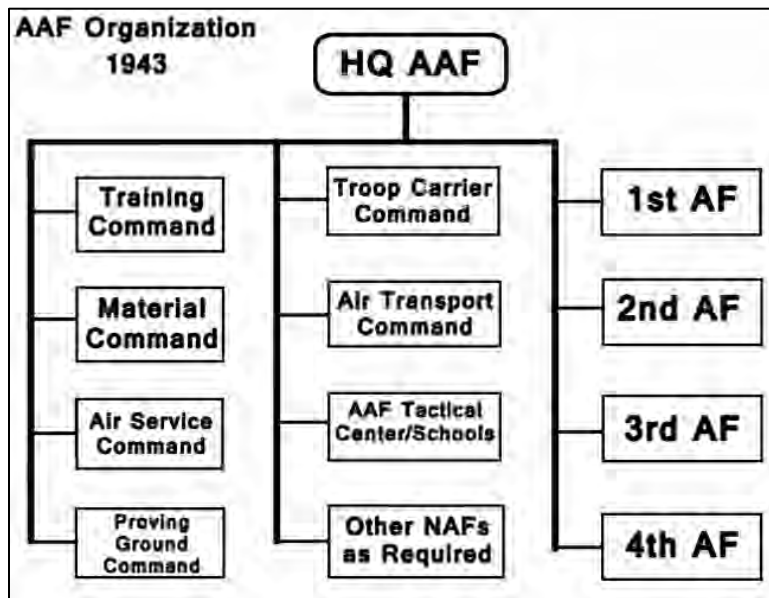 AAF Organization
1943
HQ AAF
Training
Command
Material
Command
Air Service
Command
Proving
Ground
Command
Troop Carrier
Command
Air Transport
Command
AAF Tactical
Center/Schools
Other NAFs
as Required
1st AF
2nd AF
3rd AF
4th AF